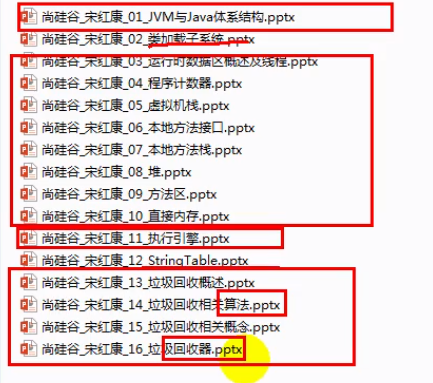 尚硅谷_宋红康_01_JVM与Java体系结构.pptx
尚硅谷_宋红康_02_类加载子系统.pptx
尚硅谷_宋红康_03_运行时数据区概述及线程.pptx
尚硅谷_宋红康_04_程序计数器.pptx
尚硅谷_宋红康_05_虚拟机栈.pptx
尚硅谷_宋红康_06_本地方法接口.pptx
尚硅谷_宋红康_07_本地方法栈.pptx
尚硅谷_宋红康_08_堆.pptx
尚硅谷_宋红康_09_方法区.pptx
尚硅谷_宋红康_10_直接内存.pptx
尚硅谷_宋红康_11_执行引擎.pptx
尚硅谷_宋红康_12_StringTable.pptx
尚硅谷_宋红康_13_垃圾回收概述.pptx
尚硅谷_宋红康_14_垃圾回收相关算法.pptx
尚硅谷_宋红康_15_垃圾回收相关概念.pptx
尚硅谷_宋红康_16_垃圾回收器.pptx